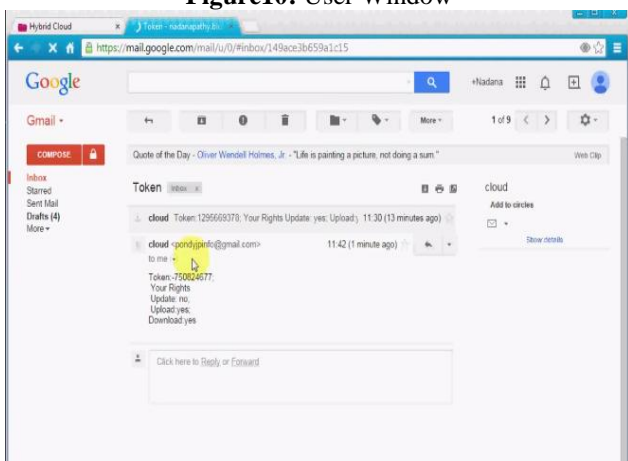 Figure10: User Window
Hybrid Cloud
Token - nadanapathy.bi
https://mail.google.com/mail/u/0/#inbox/149ace3b659a1c15
Google
+Nadana
Gmail
More
1 of 9
COMPOSE
Quote of the Day - Oliver Wendell Holmes, Jr. - "Life is painting a picture, not doing a sum."
Web Clip
Inbox
Starred
Sent Mail
Drafts (4)
More
Token
Inbox x
cloud
Add to circles
Show details
cloud Token:1295669378; Your Rights Update: yes; Upload:y 11:30 (13 minutes ago)
cloud <pondyjpinfo@gmail.com> 11:42 (1 minute ago)
to me
Token:-750824677;
Your Rights
Update: no;
Upload:yes;
Download:yes
Click here to Reply or Forward